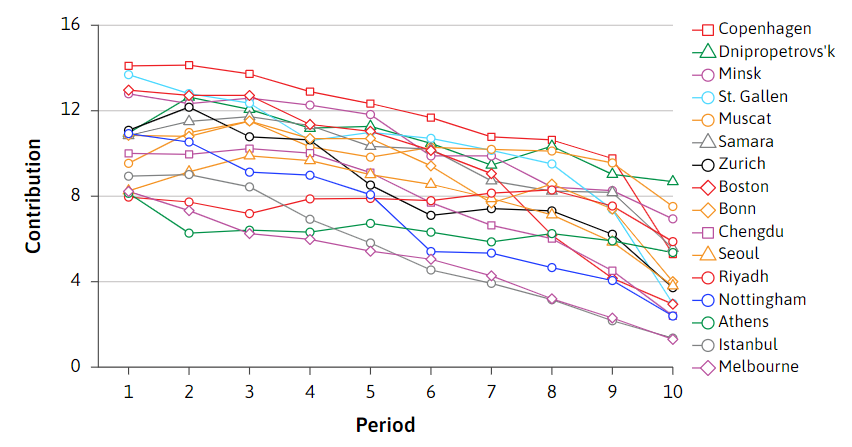 16
12
8
4
0
Contribution
1 2 3 4 5 6 7 8 9 10
Period
Copenhagen
Dnipropetrovs'k
Minsk
St. Gallen
Muscat
Samara
Zurich
Boston
Bonn
Chengdu
Seoul
Riyadh
Nottingham
Athens
Istanbul
Melbourne